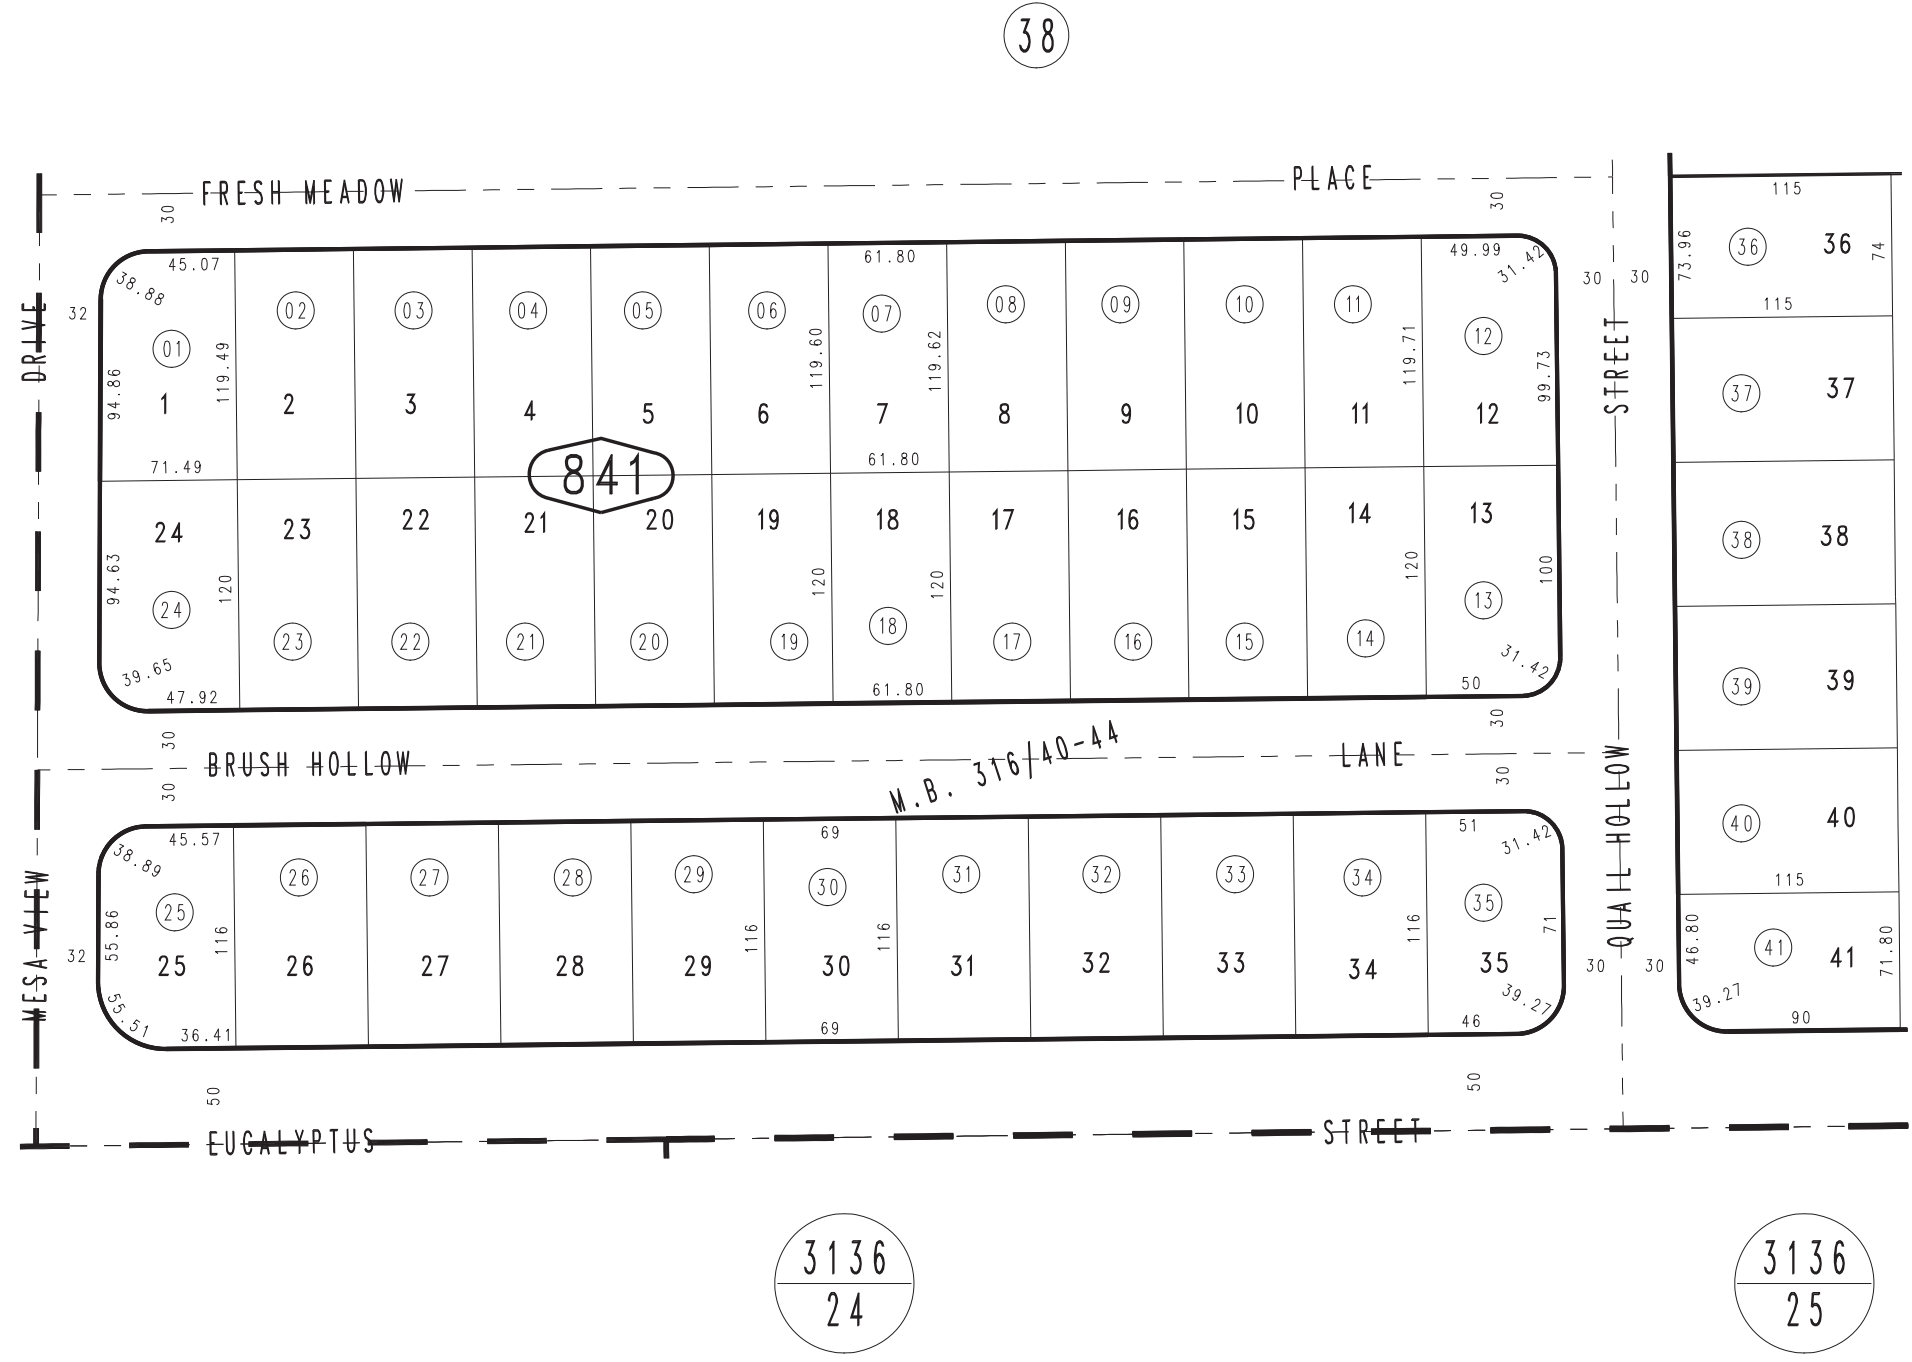 38
FRESH MEADOW PLACE
30 30
115
45.07 61.80 49.99
38.88 31.42
32 30 30
73.96 36 36 74
115
DRIVE
STREET
01 02 03 04 05 06 07 08 09 10 11 12
94.86 119.49 119.60 119.62 119.71 99.73
1 2 3 4 5 6 7 8 9 10 11 12
37 37
71.49 61.80
841
24 23 22 21 20 19 18 17 16 15 14 13
38 38
94.63 120 120 120 120 100
24 23 22 21 20 19 18 17 16 15 14 13
39.65 31.42
47.92 61.80 50
39 39
30 30
BRUSH HOLLOW LANE
M.B. 316/40-44
30 30
QUAIL HOLLOW
40 40
115
45.57 69 51
38.89 31.42
25 26 27 28 29 30 31 32 33 34 35
MESA VIEW
32 55.86 116 116 116 116 71 30 30
25 26 27 28 29 30 31 32 33 34 35
46.80 41 41 71.80
55.51 39.27 39.27
36.41 69 46 90
50 50
EUCALYPTUS STREET
3136
24
3136
25